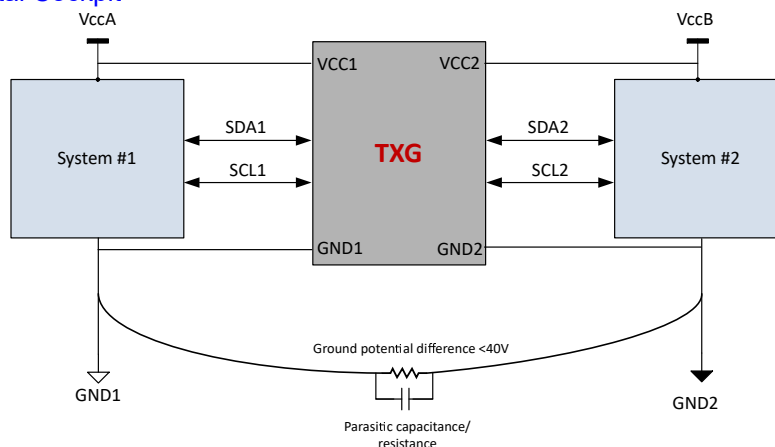 VccA
VccB
VCC1
VCC2
System #1
SDA1
TXG
SDA2
System #2
SCL1
SCL2
GND1
GND2
Ground potential difference <40V
GND1
GND2
Parasitic capacitance/
resistance